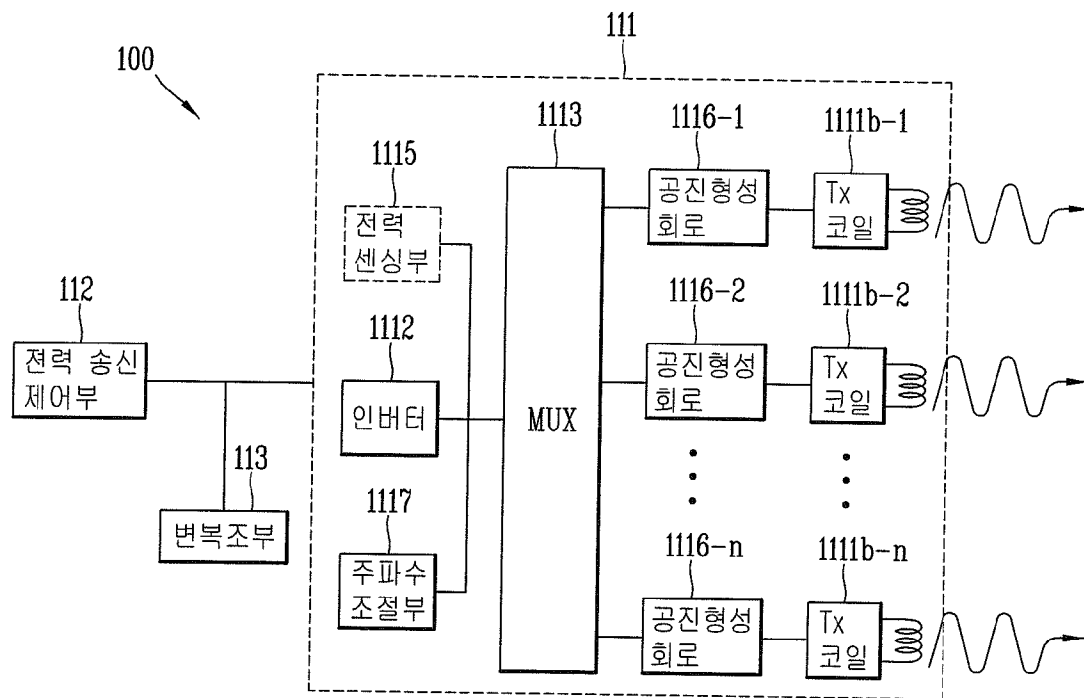 100
111
1113
1116-1
1111b-1
1115
공진형성
회로
Tx
코일
전력
센싱부
1116-2
1111b-2
112
1112
전력 송신
제어부
공진형성
회로
Tx
코일
인버터
MUX
113
1117
변복조부
1116-n
1111b-n
주파수
조절부
공진형성
회로
Tx
코일